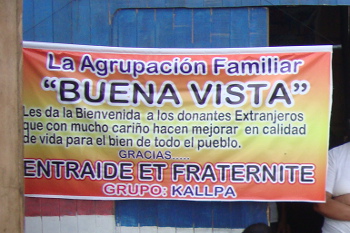 La Agrupación Familiar
"BUENA VISTA"
Les da la Bienvenida a los donantes Extranjeros
que con mucho cariño hacen mejorar en calidad
de vida para el bien de todo el pueblo.
GRACIAS.....
ENTRAIDE ET FRATERNITE
GRUPO: KALLPA